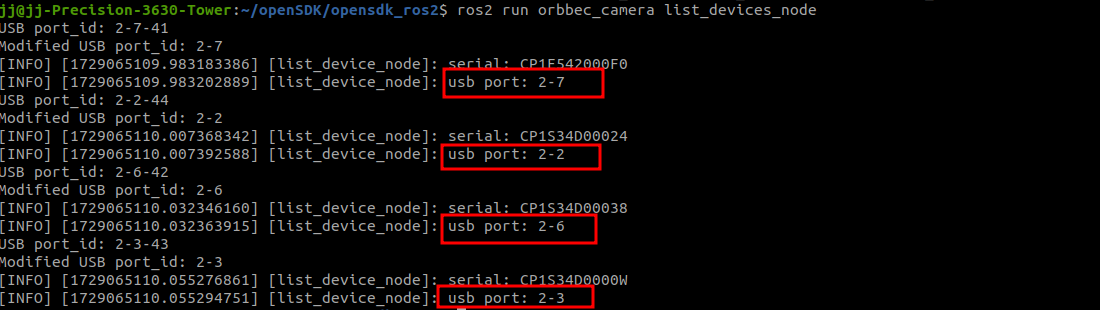 jj@jj-Precision-3630-Tower:~/openSDK/opensdk_ros2$ ros2 run orbbec_camera list_devices_node
USB port_id: 2-7-41
Modified USB port_id: 2-7
[INFO] [1729065109.983183386] [list_device_node]: serial: CP1E542000F0
[INFO] [1729065109.983202889] [list_device_node]: usb port: 2-7
USB port_id: 2-2-44
Modified USB port_id: 2-2
[INFO] [1729065110.007368342] [list_device_node]: serial: CP1S34D00024
[INFO] [1729065110.007392588] [list_device_node]: usb port: 2-2
USB port_id: 2-6-42
Modified USB port_id: 2-6
[INFO] [1729065110.032346160] [list_device_node]: serial: CP1S34D00038
[INFO] [1729065110.032363915] [list_device_node]: usb port: 2-6
USB port_id: 2-3-43
Modified USB port_id: 2-3
[INFO] [1729065110.055276861] [list_device_node]: serial: CP1S34D0000W
[INFO] [1729065110.055294751] [list_device_node]: usb port: 2-3